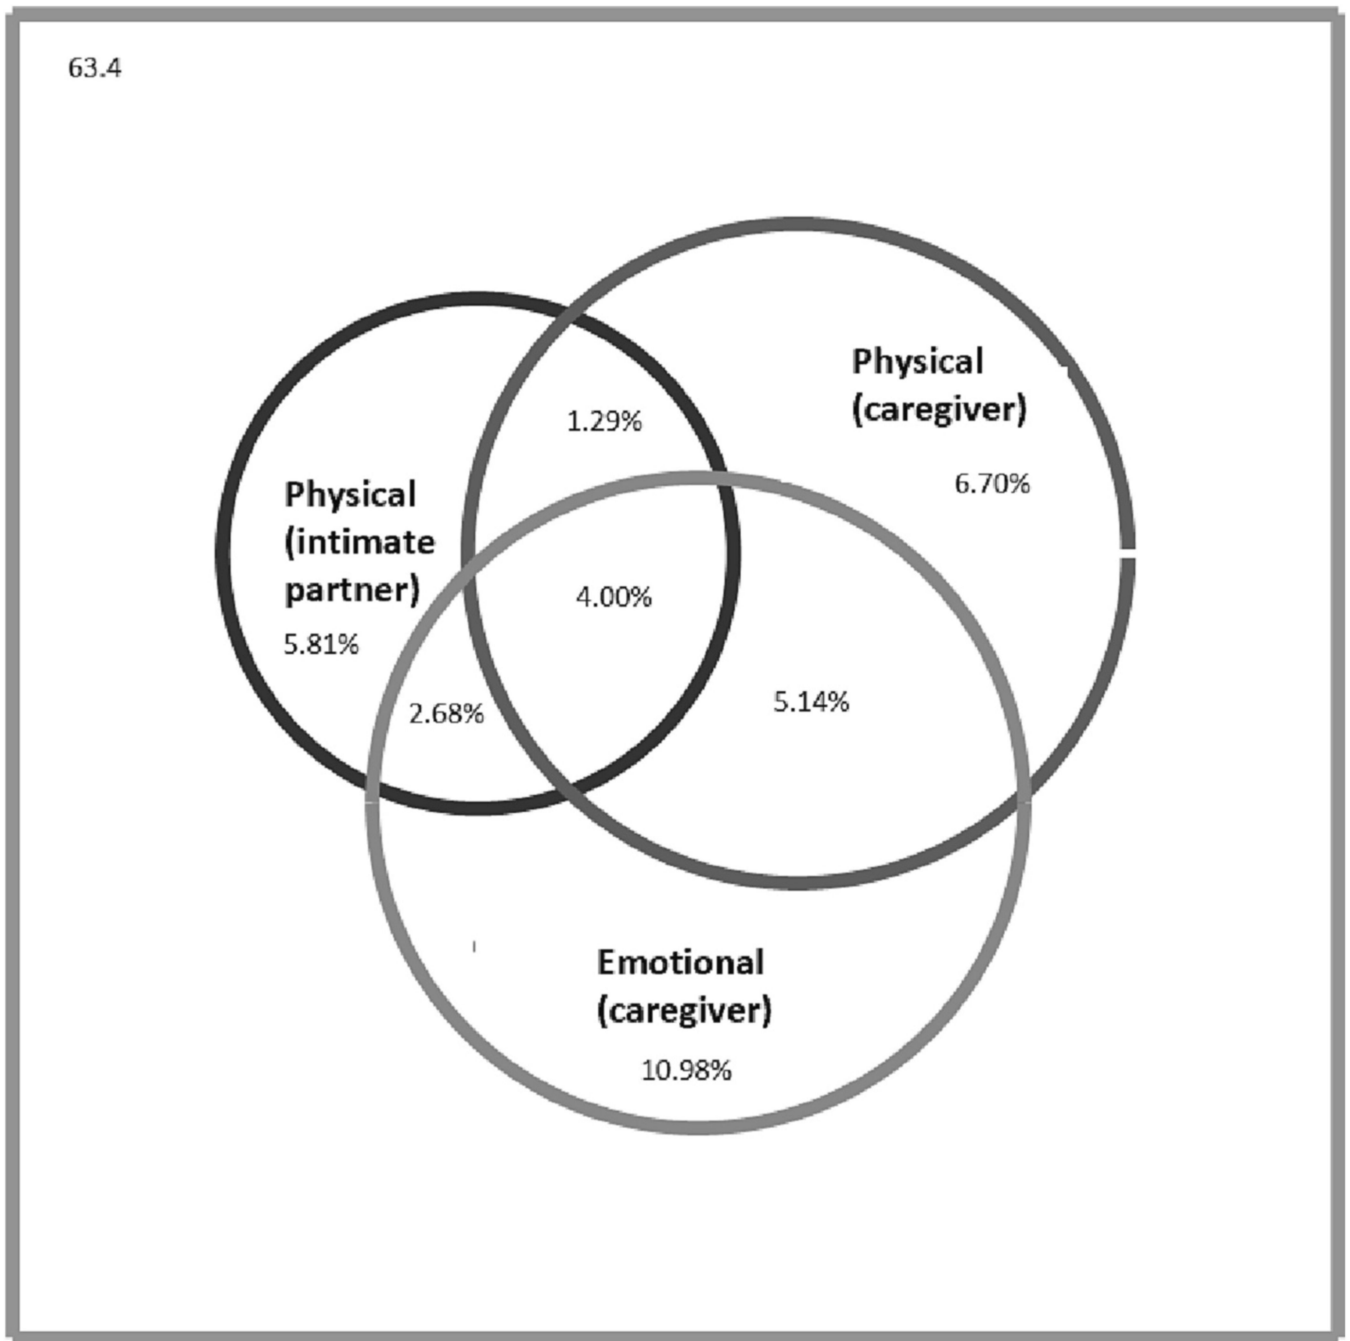 63.4
Physical
(caregiver)
6.70%
1.29%
Physical
(intimate
partner)
5.81%
4.00%
2.68%
5.14%
Emotional
(caregiver)
10.98%